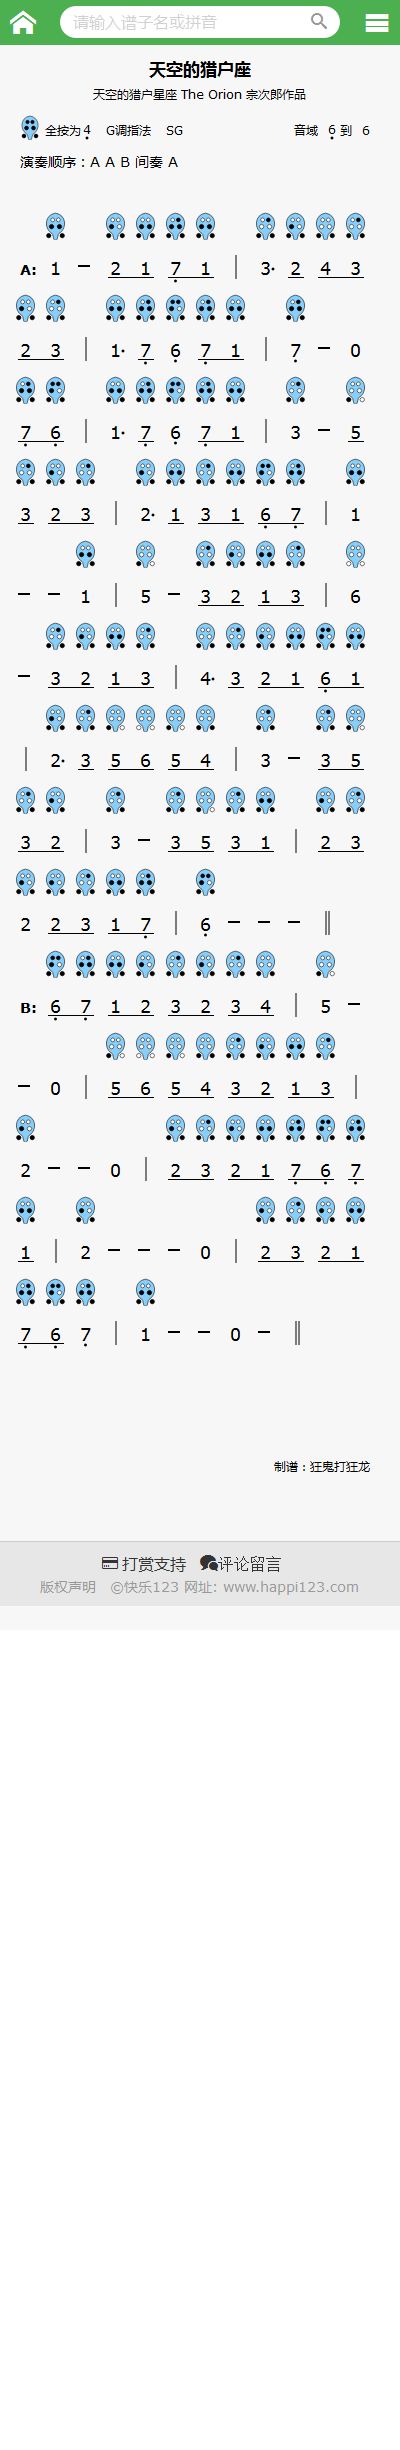 请输入谱子名或拼音
天空的猎户座
天空的猎户星座 The Orion 宗次郎作品
全按为 4̣ G调指法 SG 音域 6̣ 到 6
演奏顺序：A A B 间奏 A
A: 1 – 2 1 7̣ 1 | 3· 2 4 3
2 3 | 1· 7̣ 6̣ 7̣ 1 | 7̣ – 0
7̣ 6̣ | 1· 7̣ 6̣ 7̣ 1 | 3 – 5
3 2 3 | 2· 1 3 1 6̣ 7̣ | 1
– – 1 | 5 – 3 2 1 3 | 6
– 3 2 1 3 | 4· 3 2 1 6̣ 1
| 2· 3 5 6 5 4 | 3 – 3 5
3 2 | 3 – 3 5 3 1 | 2 3
2 2 3 1 7̣ | 6̣ – – – ‖
B: 6̣ 7̣ 1 2 3 2 3 4 | 5 –
– 0 | 5 6 5 4 3 2 1 3 |
2 – – 0 | 2 3 2 1 7̣ 6̣ 7̣
1 | 2 – – – 0 | 2 3 2 1
7̣ 6̣ 7̣ | 1 – – 0 – ‖
制谱：狂鬼打狂龙
打赏支持 评论留言
版权声明 ©快乐123 网址: www.happi123.com